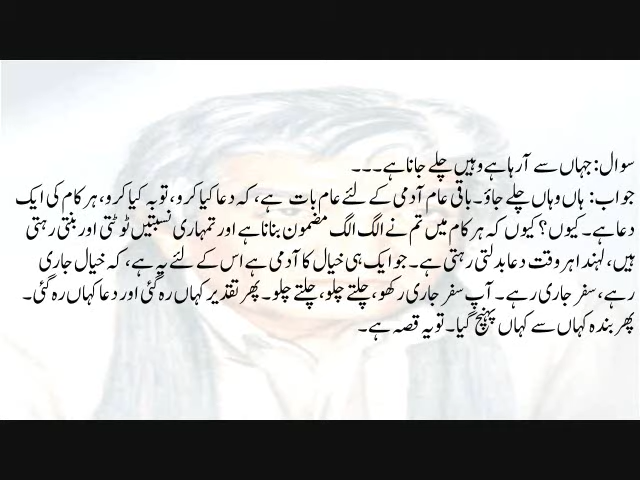 سوال: جہاں سے آرہا ہے وہیں چلے جانا ہے۔۔۔
جواب: ہاں وہاں چلے جاؤ۔ باقی عام آدمی کے لئے عام بات ہے، کہ دعا کیا کرو، توبہ کیا کرو، ہر کام کی ایک
دعا ہے۔ کیوں؟ کیوں کہ ہر کام میں تم نے الگ الگ مضمون بنانا ہے اور تمہاری نسبتیں ٹوٹتی اور بنتی رہتی
ہیں، لہٰذا ہر وقت دعا بدلتی رہتی ہے۔ جو ایک ہی خیال کا آدمی ہے اس کے لئے یہ ہے، کہ خیال جاری
رہے، سفر جاری رہے۔ آپ سفر جاری رکھو، چلتے چلو، چلتے چلو۔ پھر تقدیر کہاں رہ گئی اور دعا کہاں رہ گئی۔
پھر بندہ کہاں سے کہاں پہنچ گیا۔ تو یہ قصہ ہے۔